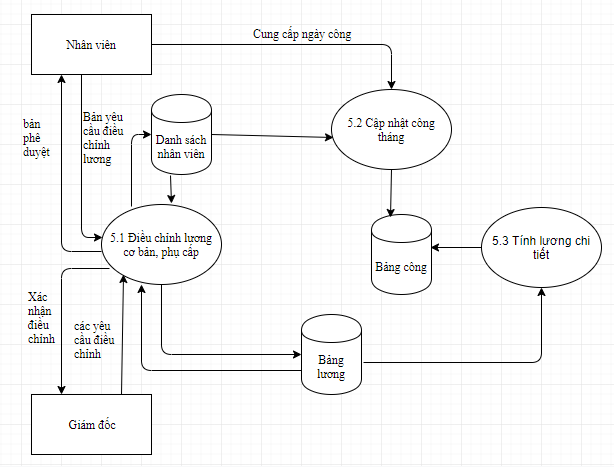 Nhân viên
Cung cấp ngày công
bản
phê
duyệt
Bản yêu
cầu điều
chỉnh
lương
Danh sách
nhân viên
5.2 Cập nhật công
tháng
5.1 Điều chỉnh lương
cơ bản, phụ cấp
Bảng công
5.3 Tính lương chi
tiết
Xác
nhận
điều
chỉnh
các yêu
cầu điều
chỉnh
Bảng
lương
Giám đốc